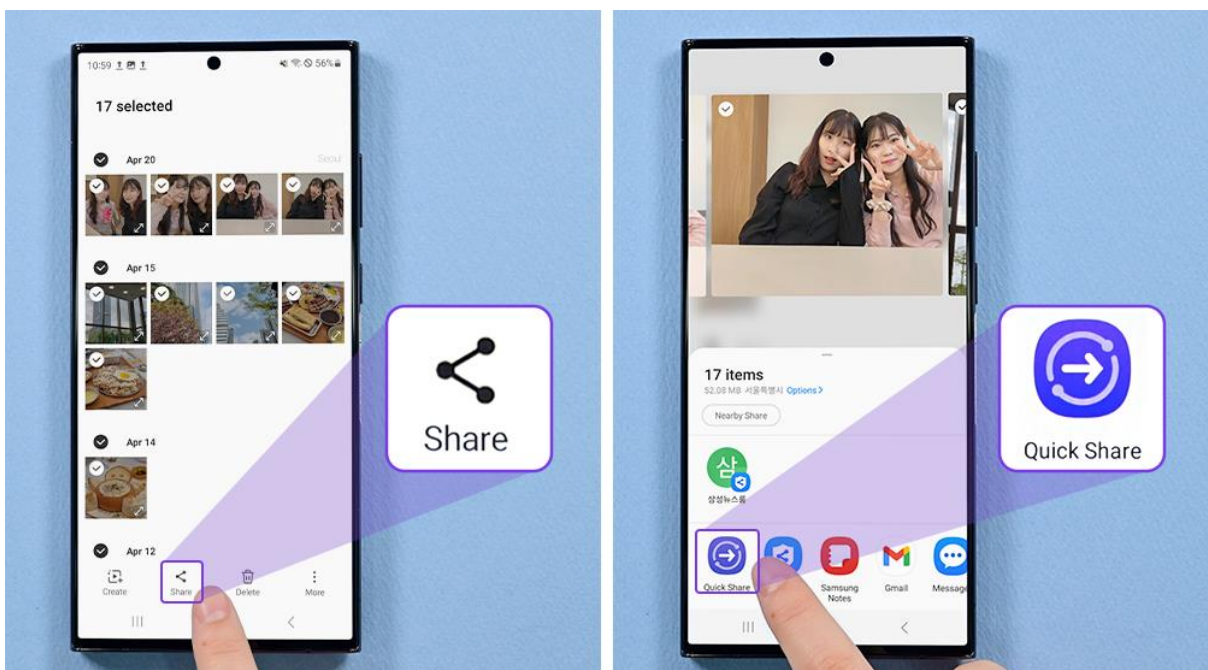 10:59
56%
17 selected
Apr 20
Seoul
Apr 15
Apr 14
Apr 12
Create
Share
Delete
More
Share
17 items
52.08 MB 서울특별시 Options >
Nearby Share
삼
삼성뉴스룸
Quick Share
Samsung
Notes
Gmail
Message
Quick Share